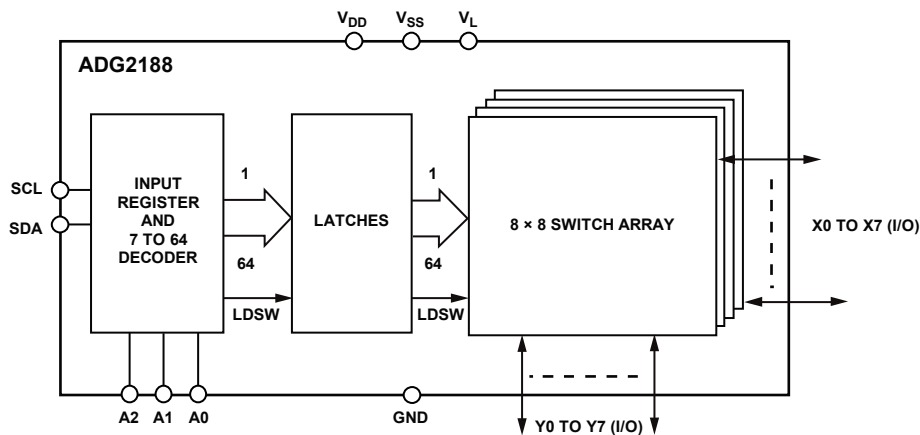 VDD VSS VL
ADG2188
SCL
SDA
INPUT
REGISTER
AND
7 TO 64
DECODER
1
64
LDSW
LATCHES
1
64
LDSW
8 × 8 SWITCH ARRAY
X0 TO X7 (I/O)
A2 A1 A0
GND
Y0 TO Y7 (I/O)